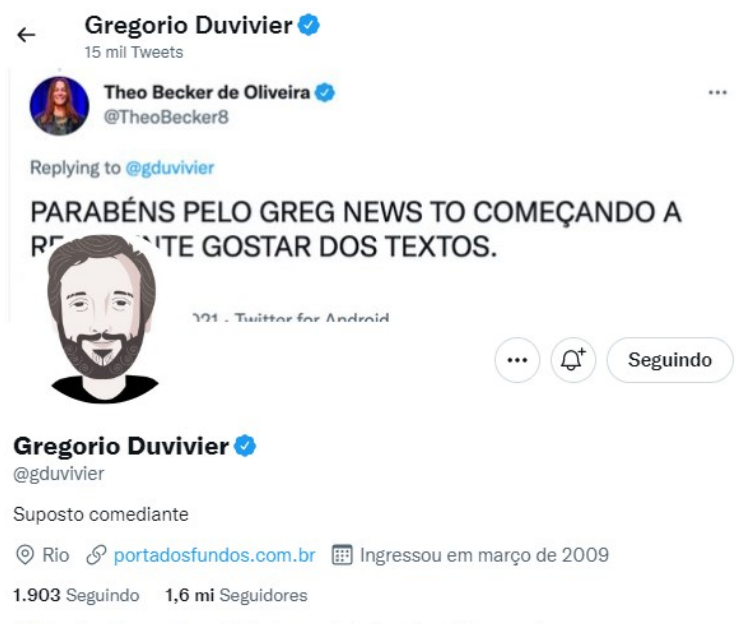 Gregorio Duvivier
15 mil Tweets
Theo Becker de Oliveira
@TheoBecker8
Replying to @gduvivier
PARABÉNS PELO GREG NEWS TO COMEÇANDO A
GOSTAR DOS TEXTOS.
Twitter for Android
Seguindo
Gregorio Duvivier
@gduvivier
Suposto comediante
Rio portadosfundos.com.br Ingressou em março de 2009
1.903 Seguindo 1,6 mi Seguidores